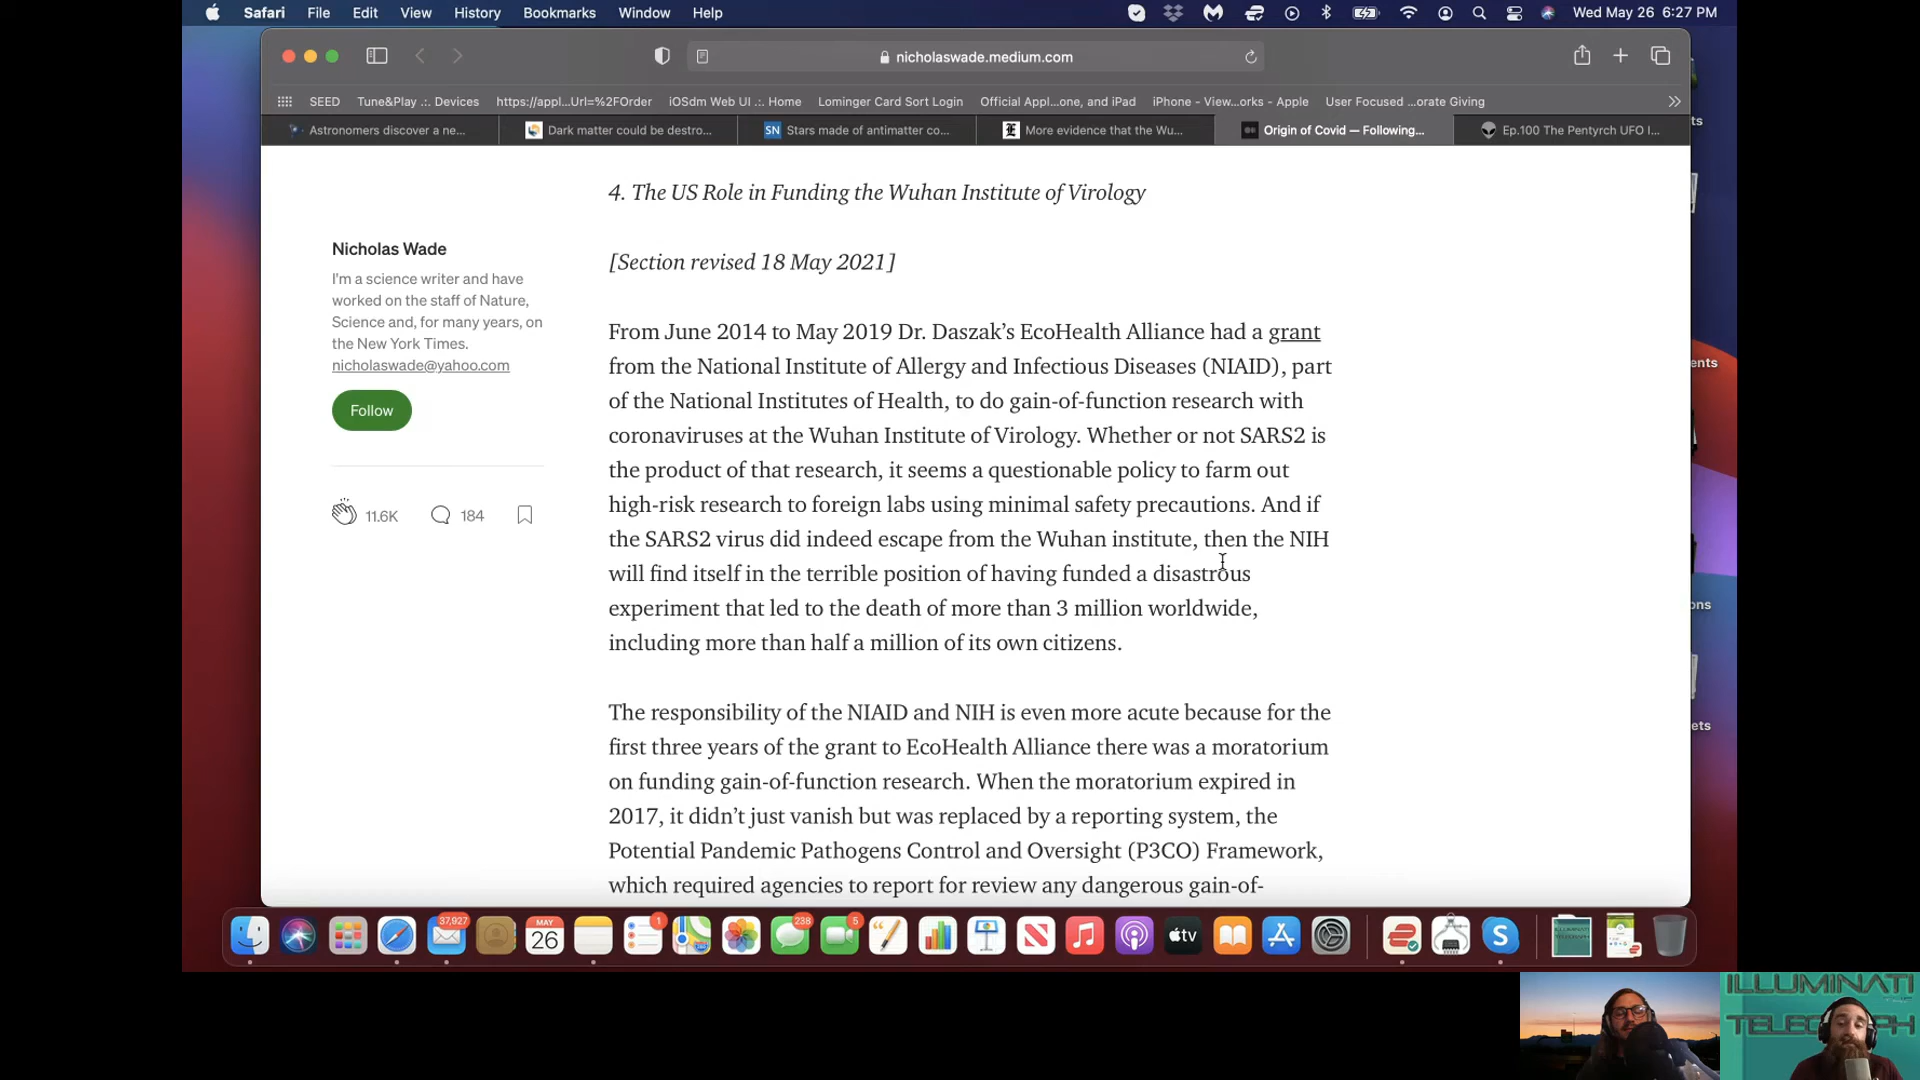 Safari File Edit View History Bookmarks Window Help Wed May 26 6:27 PM
nicholaswade.medium.com
SEED Tune&Play .:. Devices https://appl...Url=%2FOrder iOSdm Web UI .:. Home Lominger Card Sort Login Official Appl...one, and iPad iPhone - View...orks - Apple User Focused ...orate Giving
Astronomers discover a ne... Dark matter could be destro... SN Stars made of antimatter co... More evidence that the Wu... Origin of Covid — Following... Ep.100 The Pentyrch UFO I...
4. The US Role in Funding the Wuhan Institute of Virology
[Section revised 18 May 2021]
Nicholas Wade
I'm a science writer and have
worked on the staff of Nature,
Science and, for many years, on
the New York Times.
nicholaswade@yahoo.com
Follow
11.6K 184
From June 2014 to May 2019 Dr. Daszak’s EcoHealth Alliance had a grant
from the National Institute of Allergy and Infectious Diseases (NIAID), part
of the National Institutes of Health, to do gain-of-function research with
coronaviruses at the Wuhan Institute of Virology. Whether or not SARS2 is
the product of that research, it seems a questionable policy to farm out
high-risk research to foreign labs using minimal safety precautions. And if
the SARS2 virus did indeed escape from the Wuhan institute, then the NIH
will find itself in the terrible position of having funded a disastrous
experiment that led to the death of more than 3 million worldwide,
including more than half a million of its own citizens.
The responsibility of the NIAID and NIH is even more acute because for the
first three years of the grant to EcoHealth Alliance there was a moratorium
on funding gain-of-function research. When the moratorium expired in
2017, it didn’t just vanish but was replaced by a reporting system, the
Potential Pandemic Pathogens Control and Oversight (P3CO) Framework,
which required agencies to report for review any dangerous gain-of-
ts
ents
ons
ets
37,927 MAY 26 1 238 5 tv
ILLUMINATI